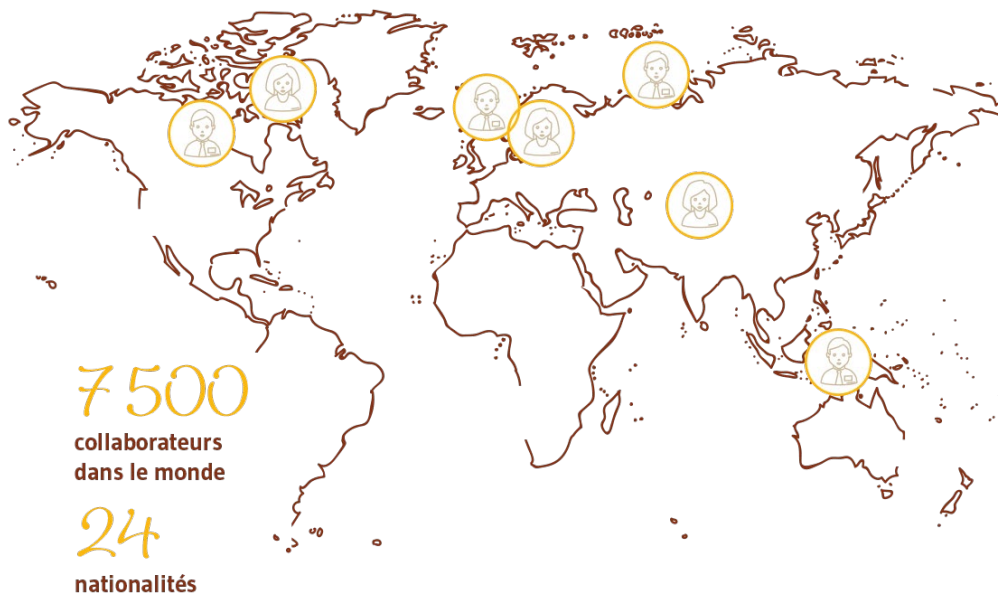 7 500
collaborateurs
dans le monde
24
nationalités